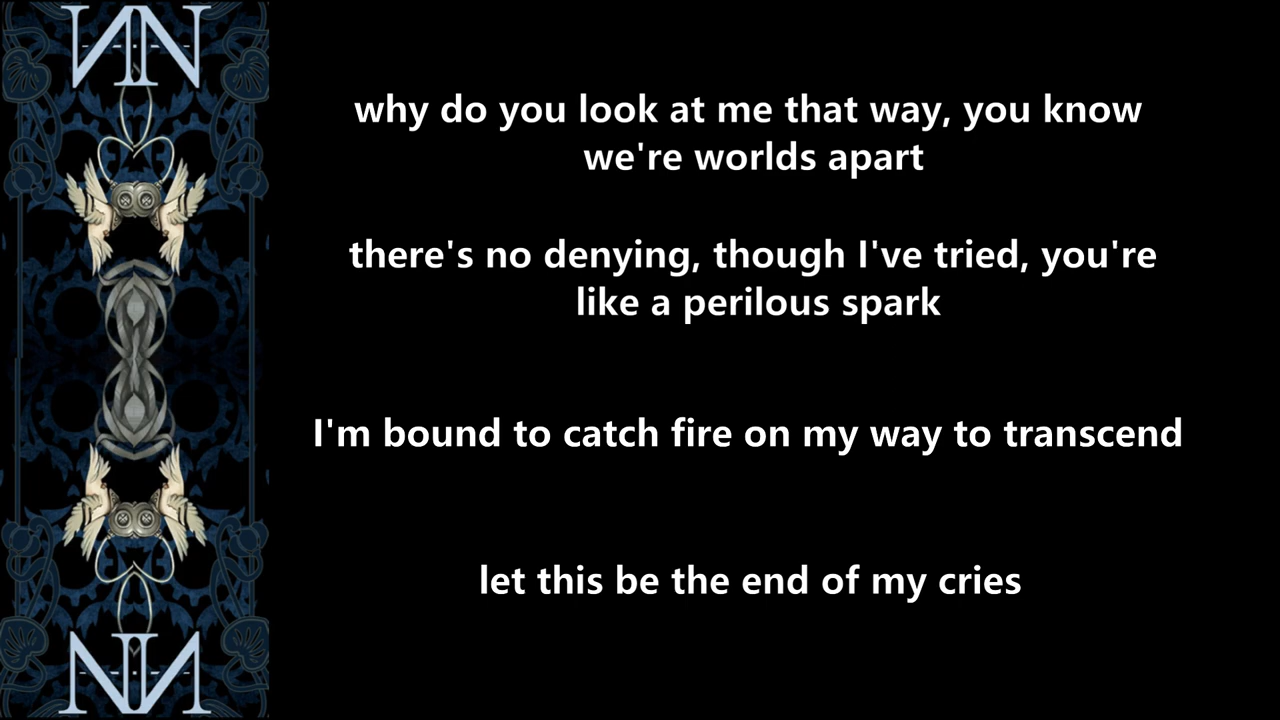 why do you look at me that way, you know
we're worlds apart
there's no denying, though I've tried, you're
like a perilous spark
I'm bound to catch fire on my way to transcend
let this be the end of my cries